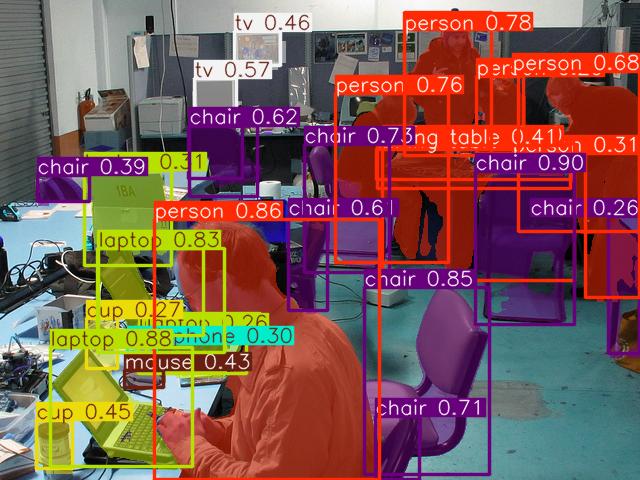 tv 0.46
person 0.78
tv 0.57
person 0.68
person 0.76
chair 0.62
chair 0.73
ng table 0.41
person 0.31
chair 0.39
0.31
chair 0.90
1BA
person 0.86
chair 0.61
chair 0.26
laptop 0.83
chair 0.85
cup 0.27
laptop 0.26
laptop 0.88
phone 0.30
mouse 0.43
cup 0.45
chair 0.71